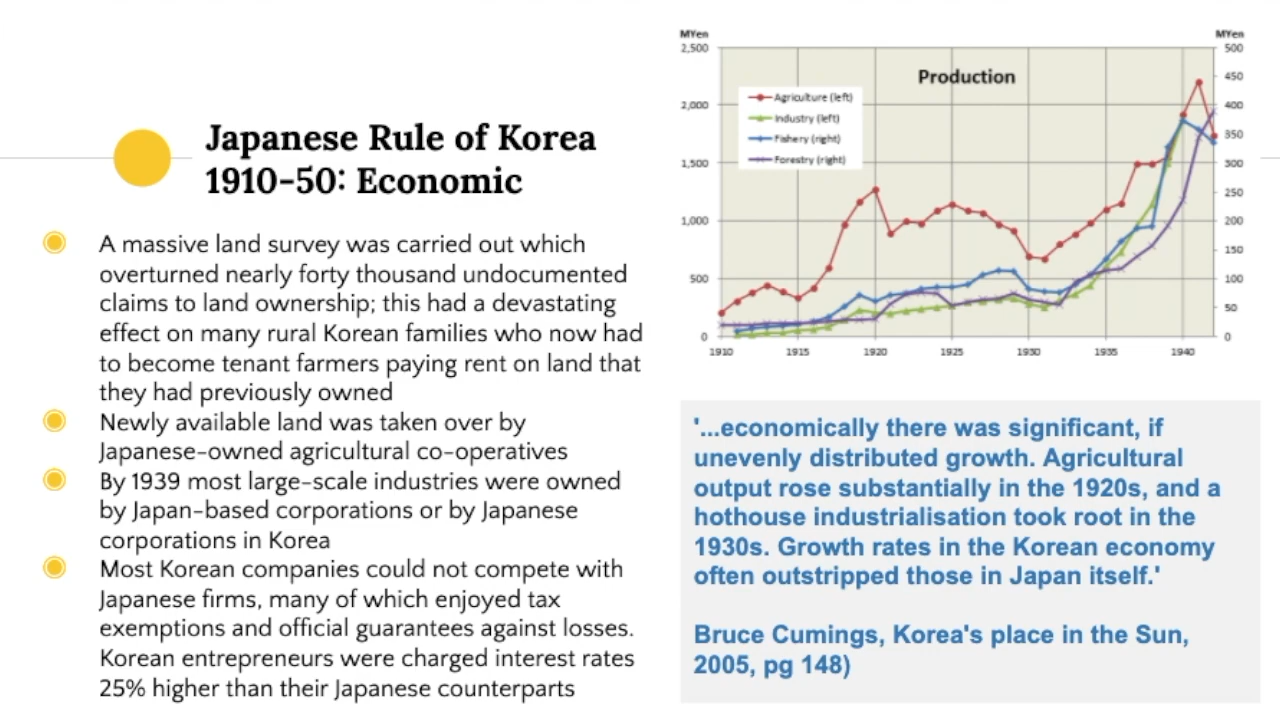 Japanese Rule of Korea
1910-50: Economic
A massive land survey was carried out which
overturned nearly forty thousand undocumented
claims to land ownership; this had a devastating
effect on many rural Korean families who now had
to become tenant farmers paying rent on land that
they had previously owned
Newly available land was taken over by
Japanese-owned agricultural co-operatives
By 1939 most large-scale industries were owned
by Japan-based corporations or by Japanese
corporations in Korea
Most Korean companies could not compete with
Japanese firms, many of which enjoyed tax
exemptions and official guarantees against losses.
Korean entrepreneurs were charged interest rates
25% higher than their Japanese counterparts
MYen
MYen
Production
Agriculture (left)
Industry (left)
Fishery (right)
Forestry (right)
2,500
2,000
1,500
1,000
500
0
500
450
400
350
300
250
200
150
100
50
0
1910 1915 1920 1925 1930 1935 1940
'...economically there was significant, if
unevenly distributed growth. Agricultural
output rose substantially in the 1920s, and a
hothouse industrialisation took root in the
1930s. Growth rates in the Korean economy
often outstripped those in Japan itself.'
Bruce Cumings, Korea's place in the Sun,
2005, pg 148)